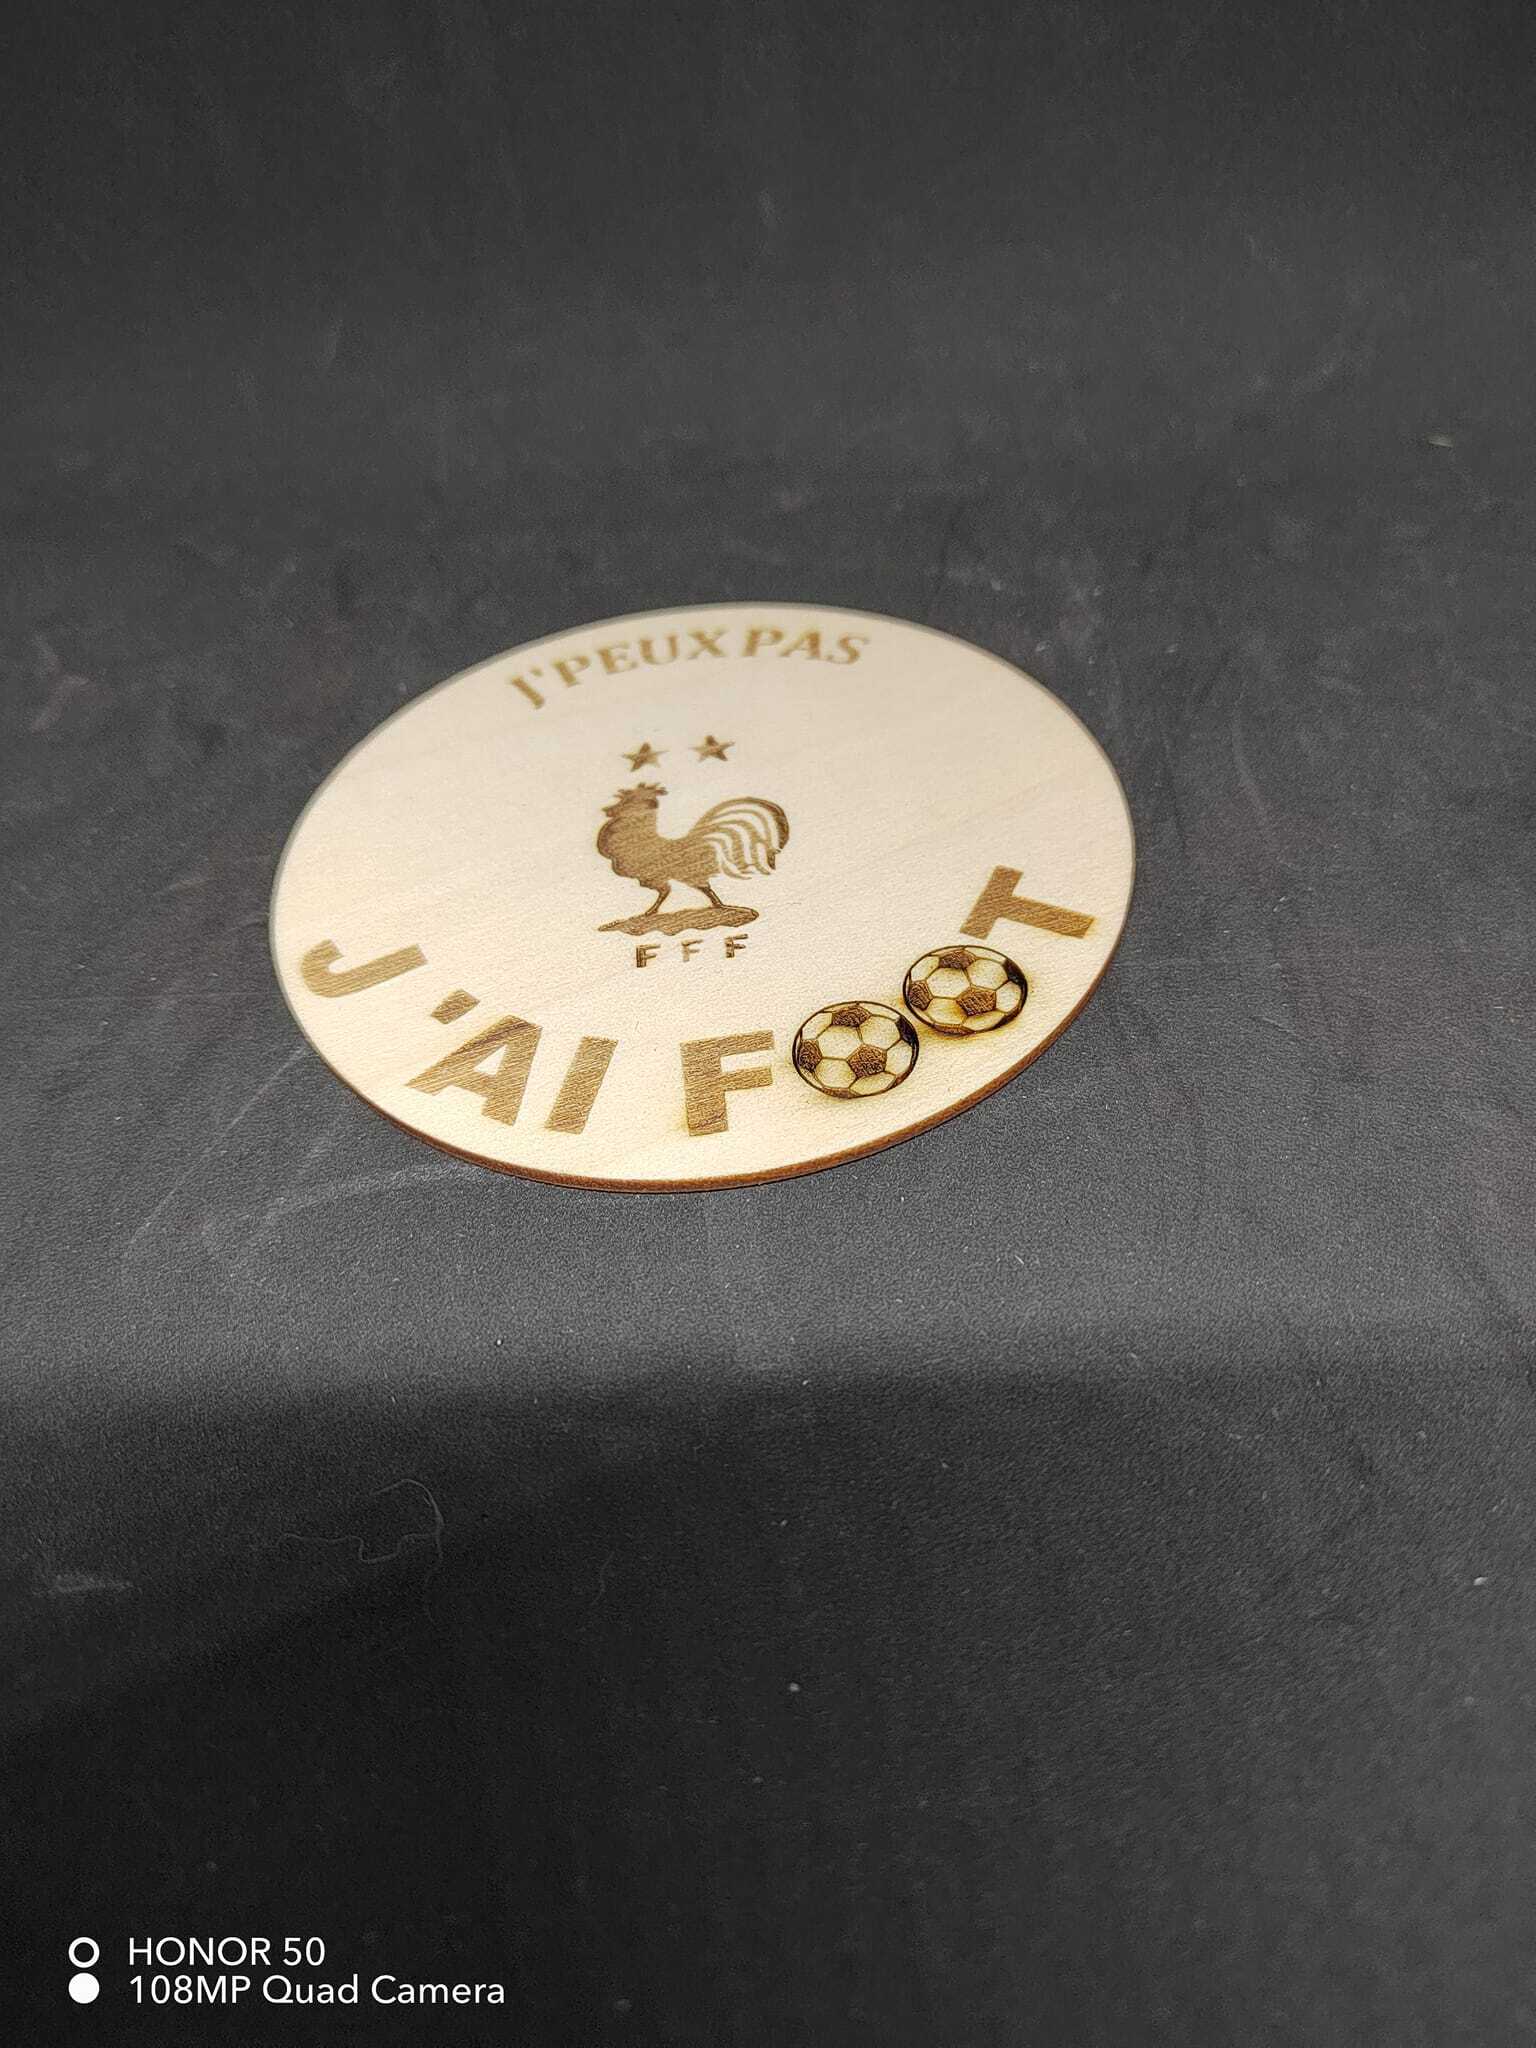 J'PEUX PAS
FFF
J'AI FOOT
HONOR 50
108MP Quad Camera